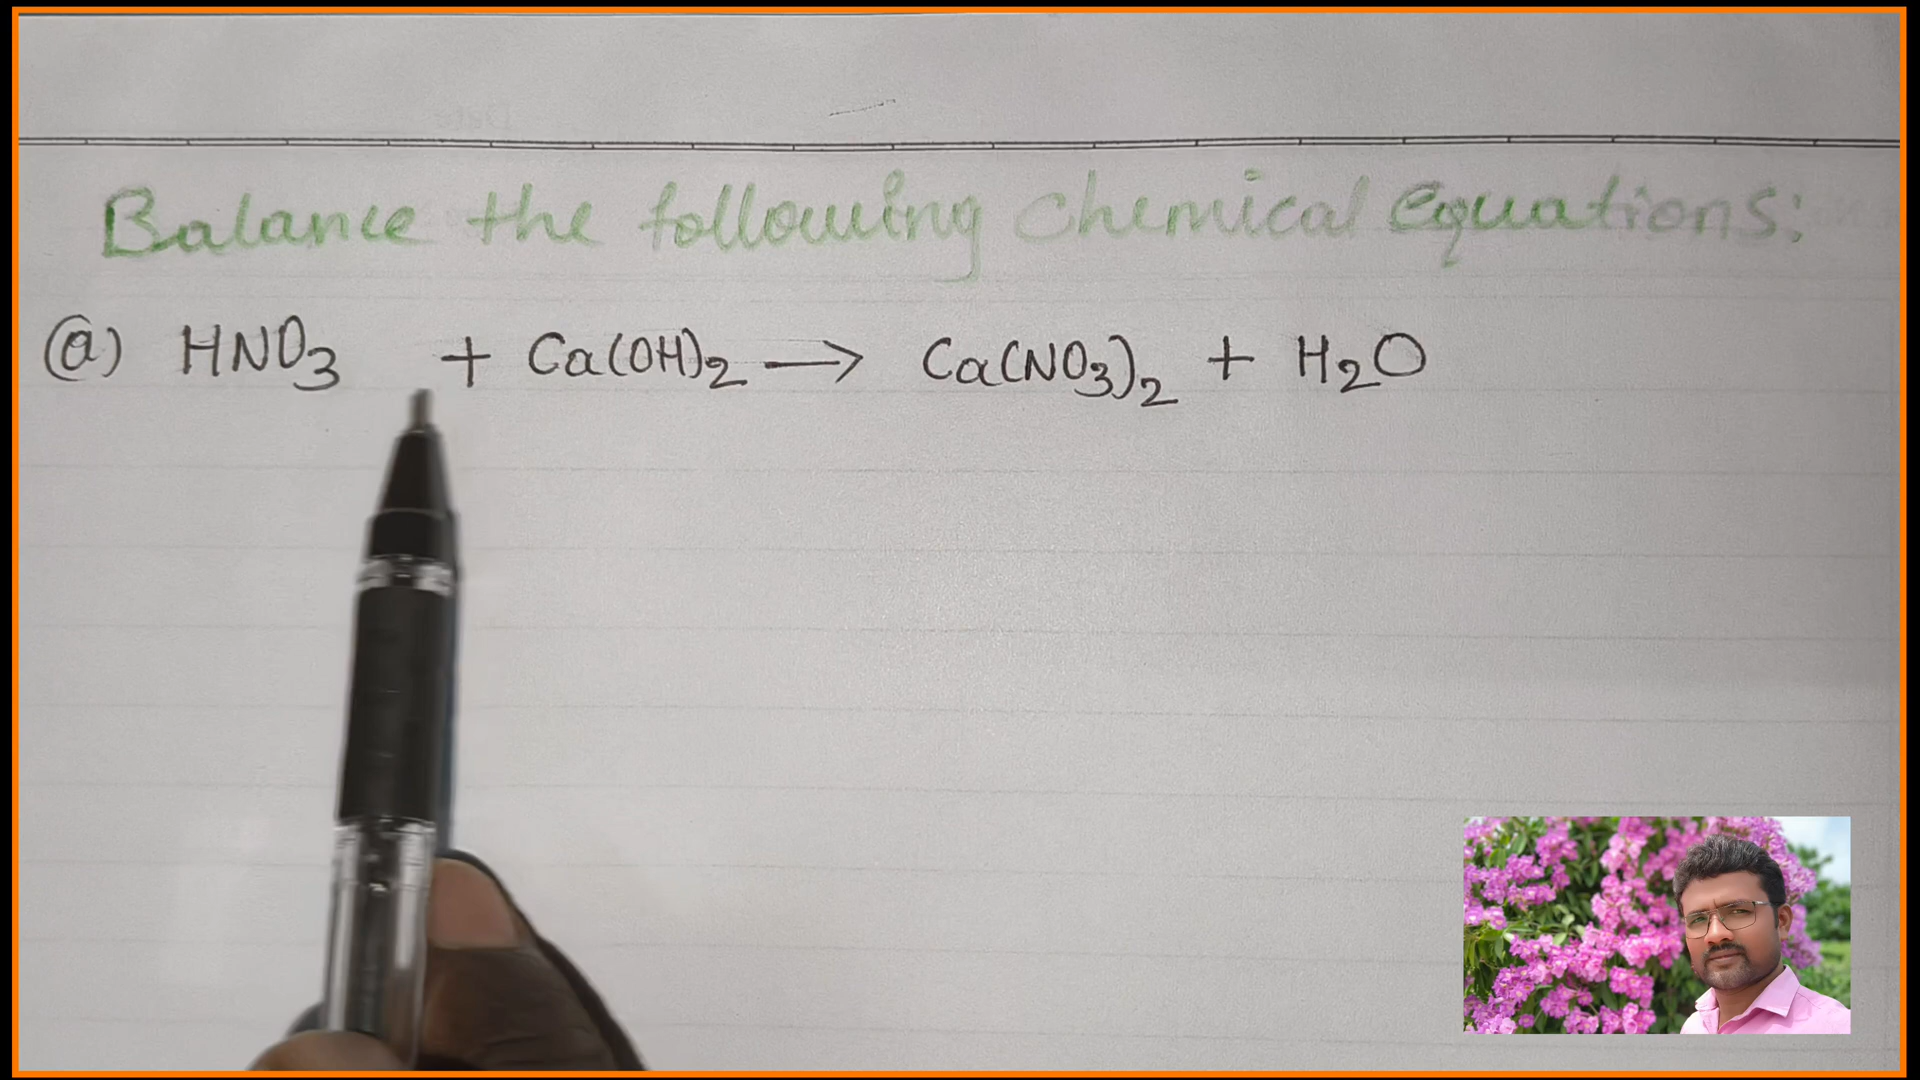 Balance the following chemical equations:
(a) HNO3 + Ca(OH)2 → Ca(NO3)2 + H2O